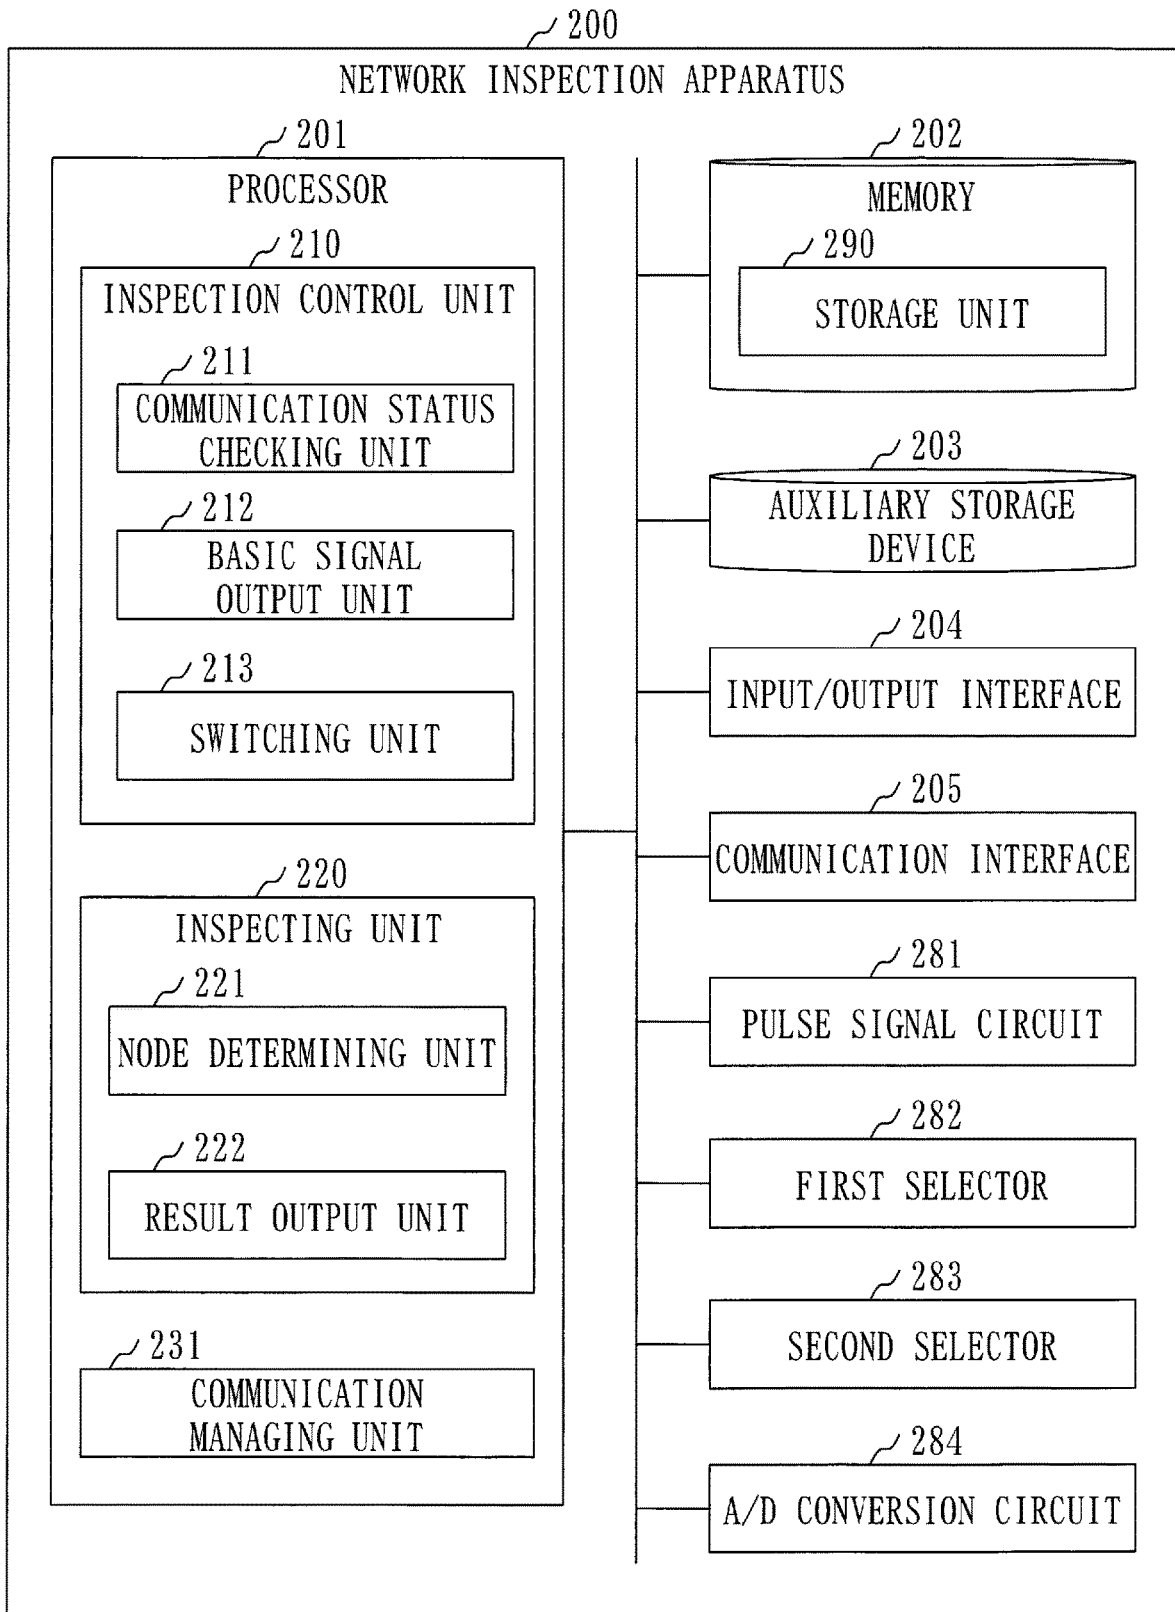 200
NETWORK INSPECTION APPARATUS
201
PROCESSOR
210
INSPECTION CONTROL UNIT
211
COMMUNICATION STATUS
CHECKING UNIT
212
BASIC SIGNAL
OUTPUT UNIT
213
SWITCHING UNIT
220
INSPECTING UNIT
221
NODE DETERMINING UNIT
222
RESULT OUTPUT UNIT
231
COMMUNICATION
MANAGING UNIT
202
MEMORY
290
STORAGE UNIT
203
AUXILIARY STORAGE
DEVICE
204
INPUT/OUTPUT INTERFACE
205
COMMUNICATION INTERFACE
281
PULSE SIGNAL CIRCUIT
282
FIRST SELECTOR
283
SECOND SELECTOR
284
A/D CONVERSION CIRCUIT